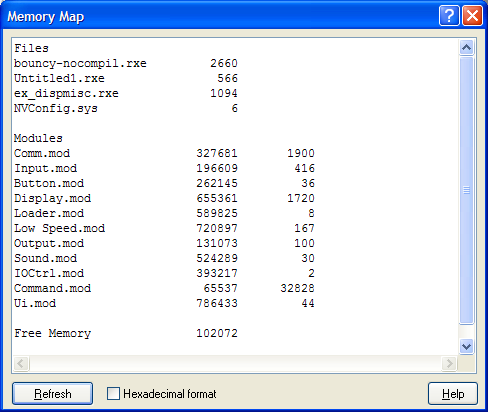 Memory Map
Files
bouncy-nocompil.rxe 2660
Untitled1.rxe 566
ex_dispmisc.rxe 1094
NVConfig.sys 6
Modules
Comm.mod 327681 1900
Input.mod 196609 416
Button.mod 262145 36
Display.mod 655361 1720
Loader.mod 589825 8
Low Speed.mod 720897 167
Output.mod 131073 100
Sound.mod 524289 30
IOCtrl.mod 393217 2
Command.mod 65537 32828
Ui.mod 786433 44
Free Memory 102072
Refresh Hexadecimal format Help